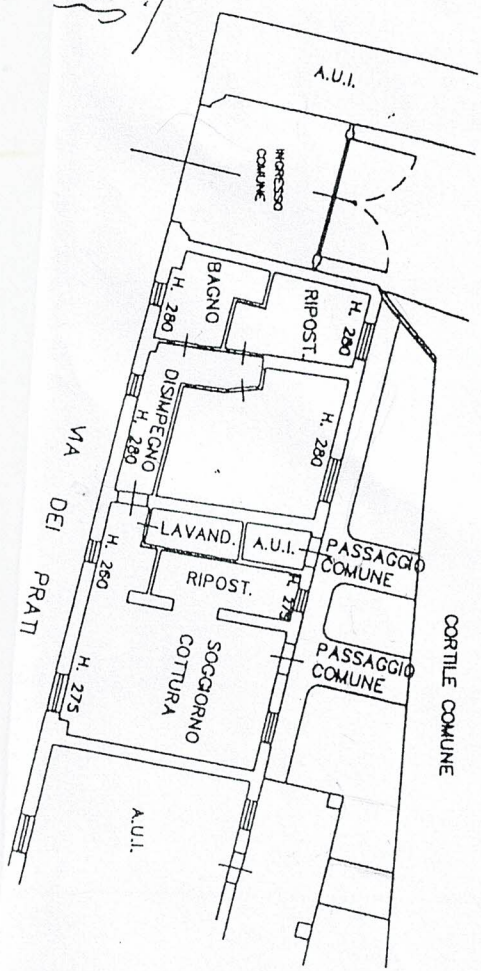 A.U.I.
INGRESSO
COMUNE
BAGNO
H. 280
RIPOST.
H. 280
DISIMPEGNO
H. 280
H. 280
LAVAND.
A.U.I.
PASSAGGIO
COMUNE
RIPOST.
H. 275
H. 260
PASSAGGIO
COMUNE
SOGGIORNO
COTTURA
H. 275
CORTILE COMUNE
VIA DEI PRATI
A.U.I.